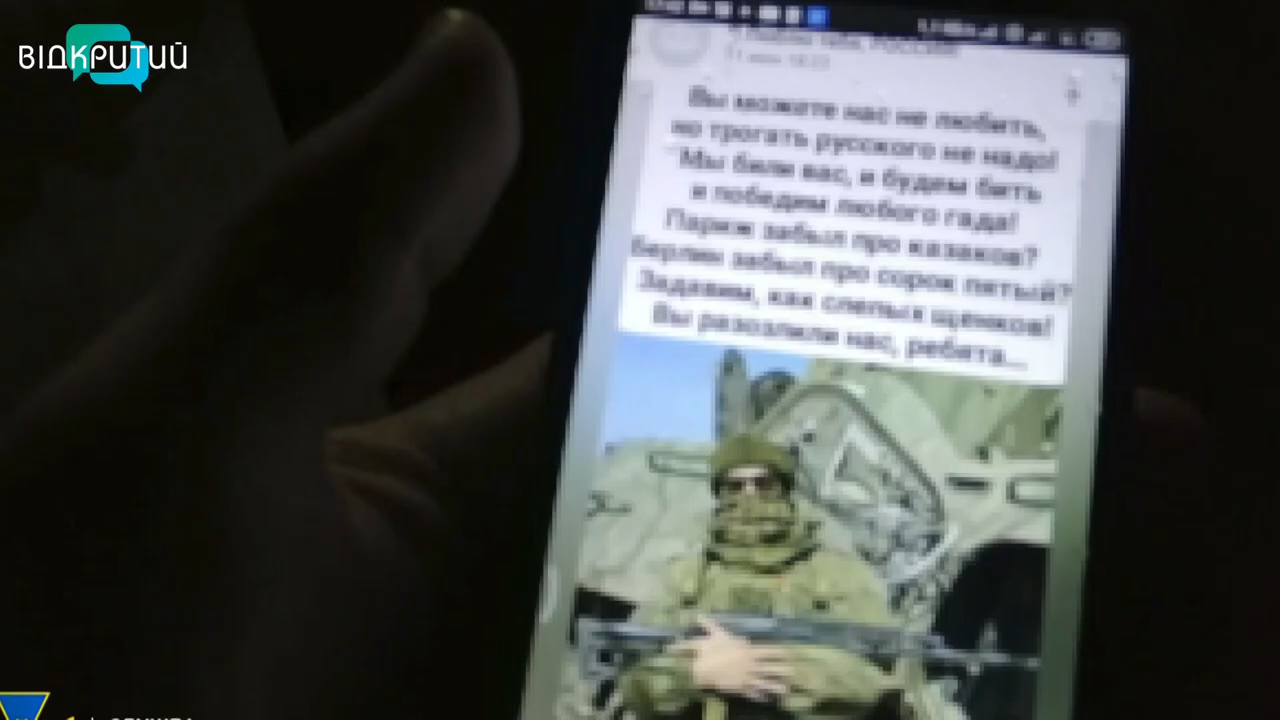 ВІДКРИТИЙ
Вы можете нас не любить,
но трогать русского не надо!
Мы били вас, и будем бить
и победим любого гада!
Париж забыл про казаков?
Берлин забыл про сорок пятый?
Задавим, как слепых щенков!
Вы разозлили нас, ребята...